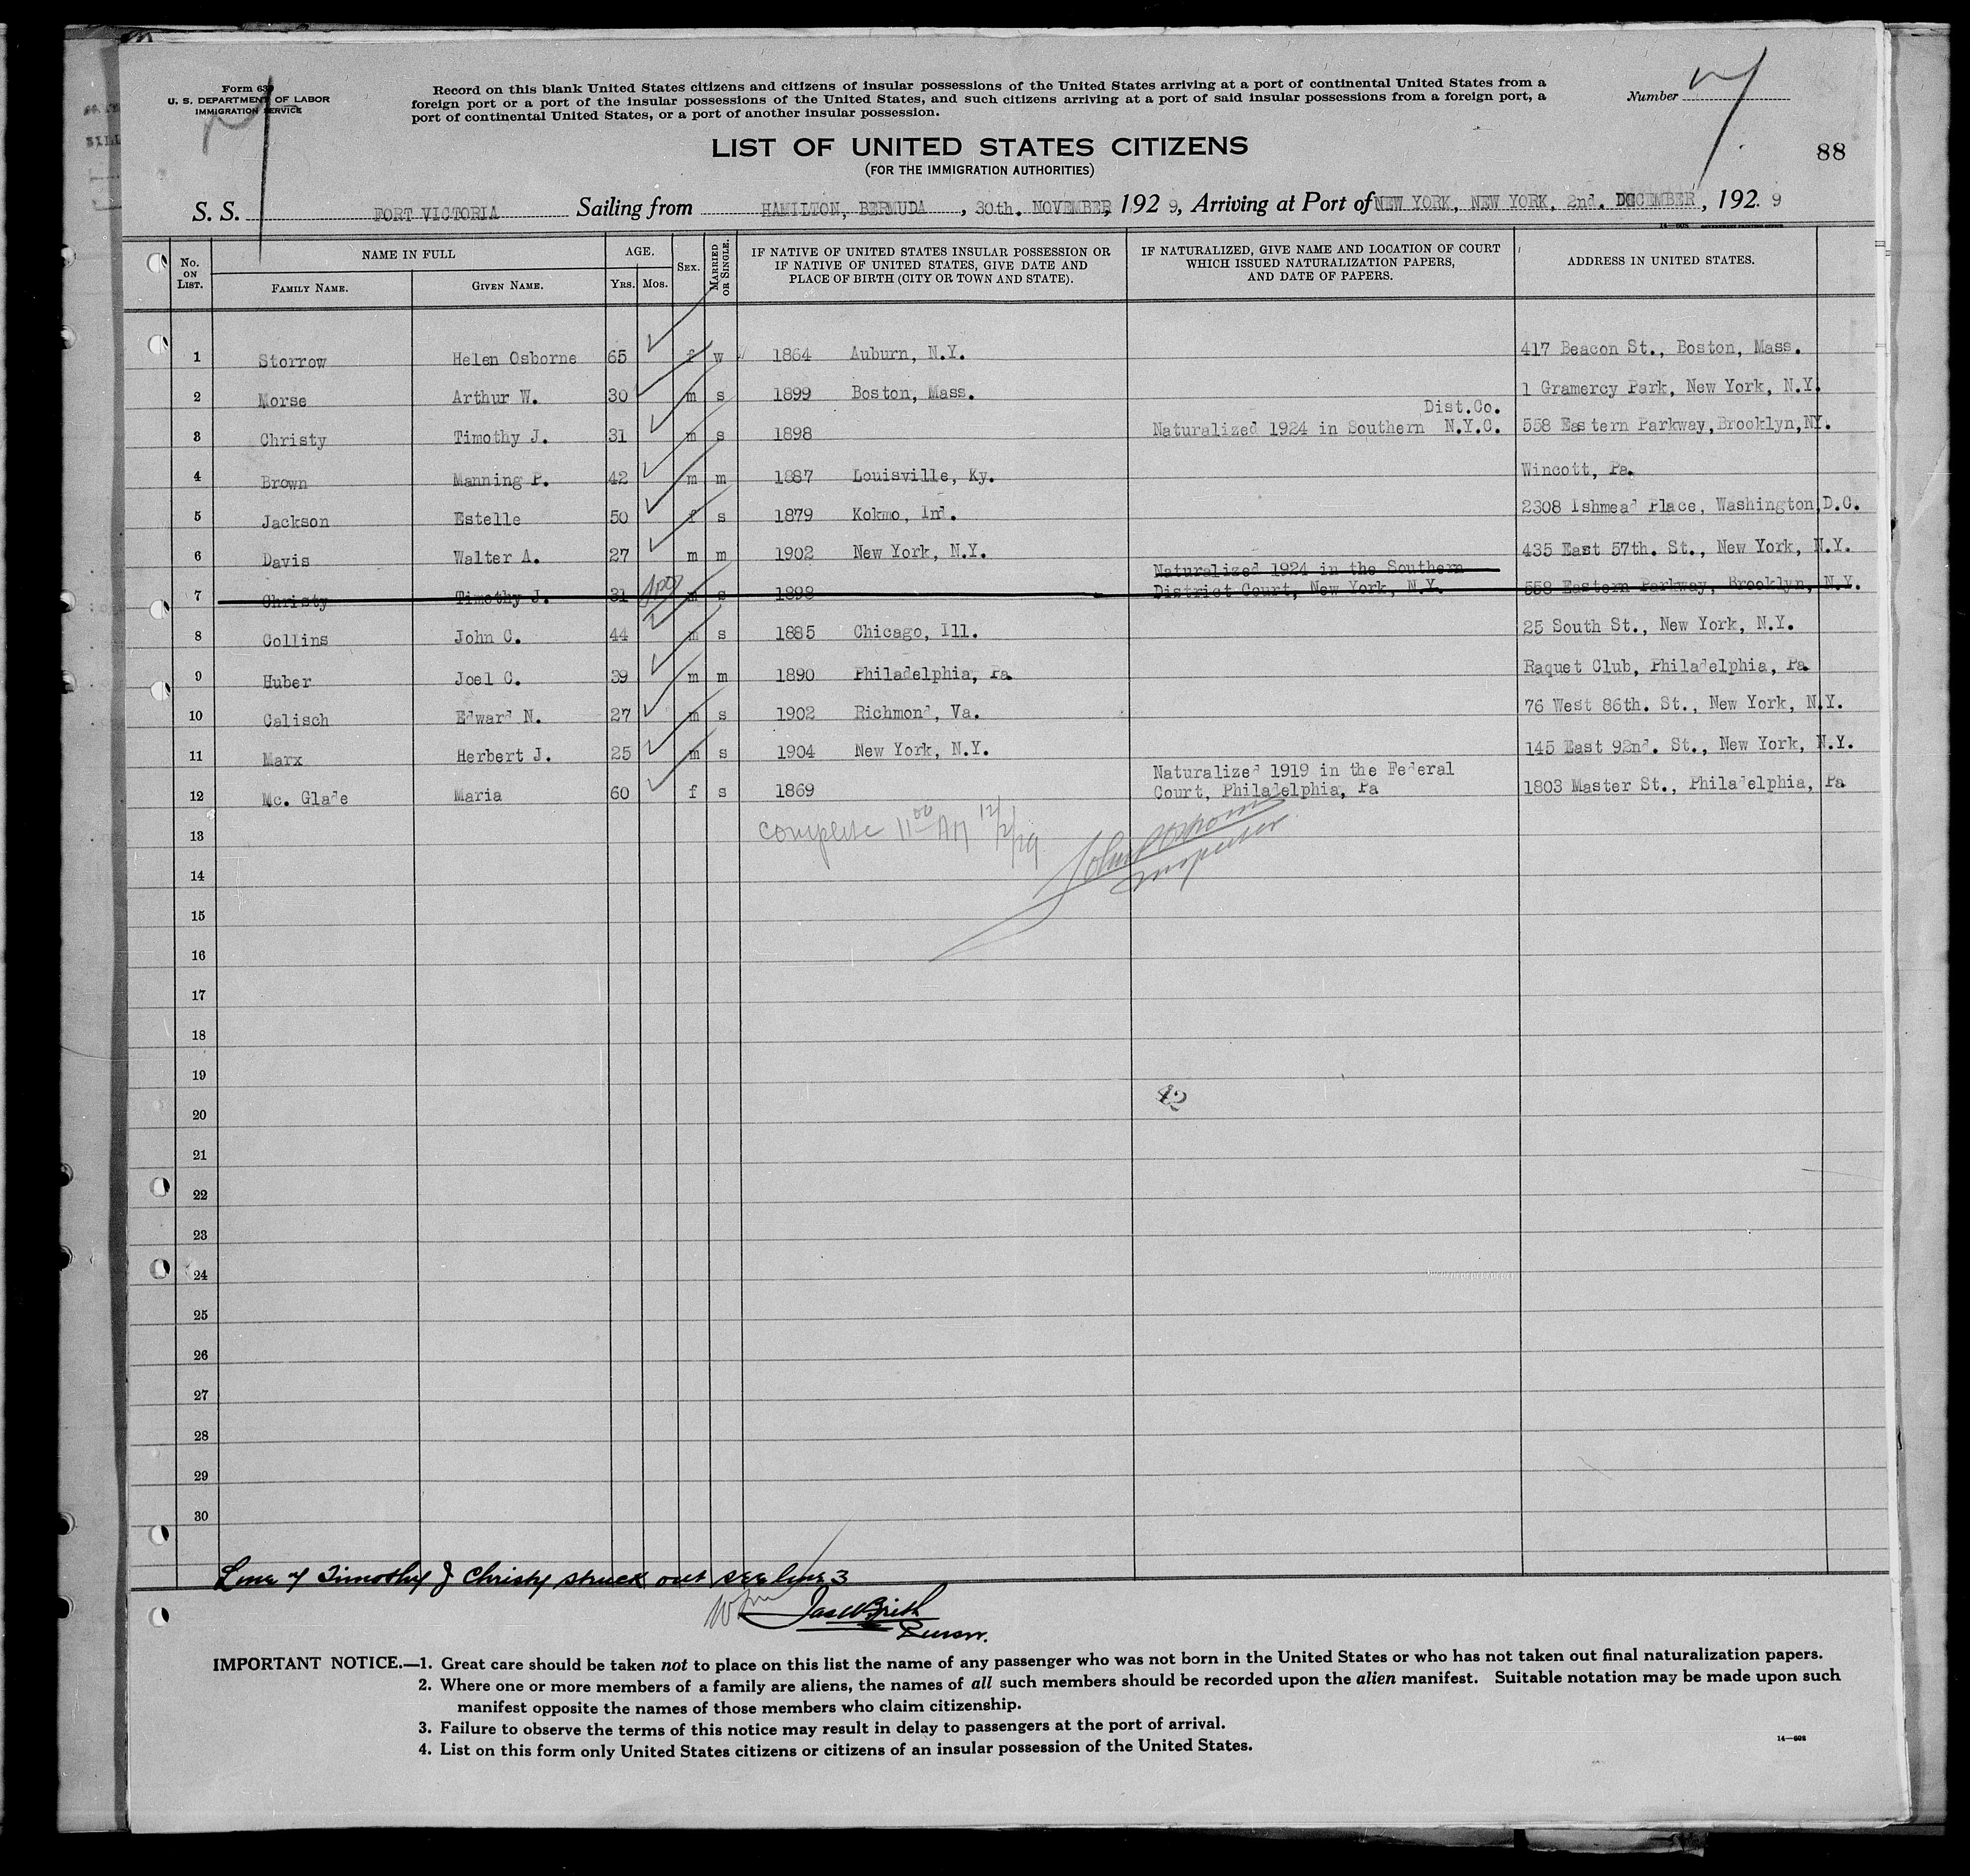 Form 630
U. S. DEPARTMENT OF LABOR
IMMIGRATION SERVICE
Record on this blank United States citizens and citizens of insular possessions of the United States arriving at a port of continental United States from a
foreign port or a port of the insular possessions of the United States, and such citizens arriving at a port of said insular possessions from a foreign port, a
port of continental United States, or a port of another insular possession.
Number
LIST OF UNITED STATES CITIZENS
(FOR THE IMMIGRATION AUTHORITIES)
88
S. S. FORT VICTORIA Sailing from HAMILTON, BERMUDA, 30th. NOVEMBER, 1929, Arriving at Port of NEW YORK, NEW YORK, 2nd. DECEMBER, 1929
No. ON LIST. NAME IN FULL FAMILY NAME. GIVEN NAME. AGE. YRS. MOS. SEX. MARRIED OR SINGLE. IF NATIVE OF UNITED STATES INSULAR POSSESSION OR IF NATIVE OF UNITED STATES, GIVE DATE AND PLACE OF BIRTH (CITY OR TOWN AND STATE). IF NATURALIZED, GIVE NAME AND LOCATION OF COURT WHICH ISSUED NATURALIZATION PAPERS, AND DATE OF PAPERS. ADDRESS IN UNITED STATES.
1 Storrow Helen Osborne 65 f w 1864 Auburn, N.Y. 417 Beacon St., Boston, Mass.
2 Morse Arthur W. 30 m s 1899 Boston, Mass. 1 Gramercy Park, New York, N.Y.
Dist.Co.
3 Christy Timothy J. 31 m s 1898 Naturalized 1924 in Southern N.Y.C. 558 Eastern Parkway, Brooklyn, NY.
4 Brown Manning P. 42 m m 1887 Louisville, Ky. Wincott, Pa.
5 Jackson Estelle 50 f s 1879 Kokmo, Ind. 2308 Ishmead Place, Washington, D.C.
6 Davis Walter A. 27 m m 1902 New York, N.Y. 435 East 57th. St., New York, N.Y.
Naturalized 1924 in the Southern
7 Christy Timothy J. 31 m s 1898 District Court, New York, N.Y. 558 Eastern Parkway, Brooklyn, N.Y.
8 Collins John C. 44 m s 1885 Chicago, Ill. 25 South St., New York, N.Y.
9 Huber Joel C. 39 m m 1890 Philadelphia, Pa Raquet Club, Philadelphia, Pa
10 Calisch Edward N. 27 m s 1902 Richmond, Va. 76 West 86th. St., New York, N.Y.
11 Marx Herbert J. 25 m s 1904 New York, N.Y. 145 East 92nd. St., New York, N.Y.
Naturalized 1919 in the Federal
12 Mc. Glade Maria 60 f s 1869 Court, Philadelphia, Pa 1803 Master St., Philadelphia, Pa
13 complete 11 00 AM 12/2/29
14 Inspector
15
16
17
18
19
42
20
21
22
23
24
25
26
27
28
29
30
Line 7 Timothy J Christy struck out see line 3
Purser.
IMPORTANT NOTICE.—1. Great care should be taken not to place on this list the name of any passenger who was not born in the United States or who has not taken out final naturalization papers.
2. Where one or more members of a family are aliens, the names of all such members should be recorded upon the alien manifest. Suitable notation may be made upon such
manifest opposite the names of those members who claim citizenship.
3. Failure to observe the terms of this notice may result in delay to passengers at the port of arrival.
4. List on this form only United States citizens or citizens of an insular possession of the United States.
14—608